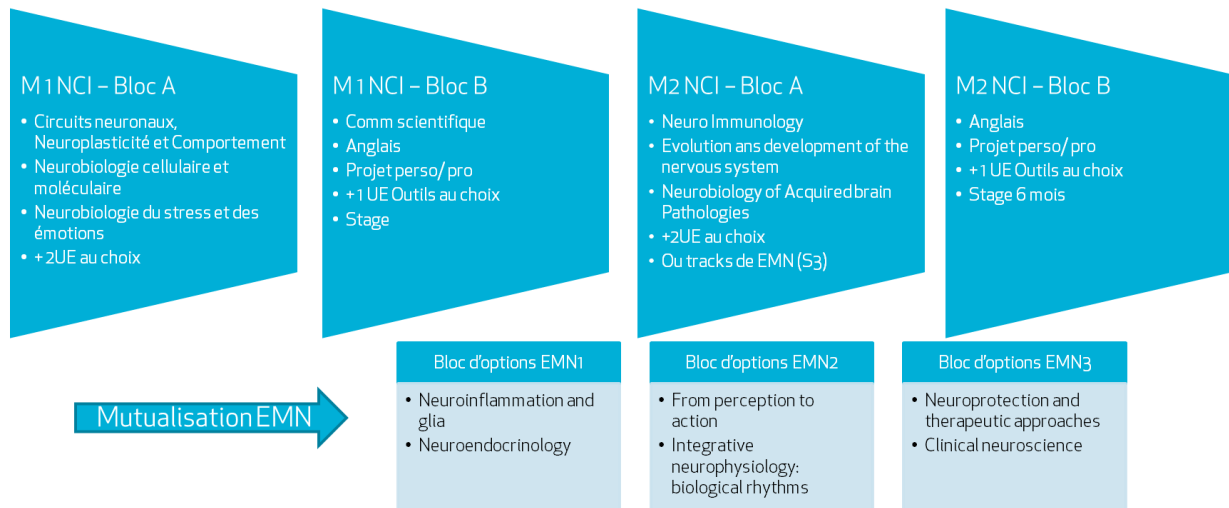 M1 NCI – Bloc A
• Circuits neuronaux,
Neuroplasticité et Comportement
• Neurobiologie cellulaire et
moléculaire
• Neurobiologie du stress et des
émotions
• +2UE au choix
M1 NCI – Bloc B
• Comm scientifique
• Anglais
• Projet perso/ pro
• +1 UE Outils au choix
• Stage
M2 NCI – Bloc A
• Neuro Immunology
• Evolution ans development of the
nervous system
• Neurobiology of Acquired brain
Pathologies
• +2UE au choix
• Ou tracks de EMN (S3)
M2 NCI – Bloc B
• Anglais
• Projet perso/ pro
• +1 UE Outils au choix
• Stage 6 mois
Mutualisation EMN
Bloc d'options EMN1
• Neuroinflammation and
glia
• Neuroendocrinology
Bloc d'options EMN2
• From perception to
action
• Integrative
neurophysiology:
biological rhythms
Bloc d'options EMN3
• Neuroprotection and
therapeutic approaches
• Clinical neuroscience